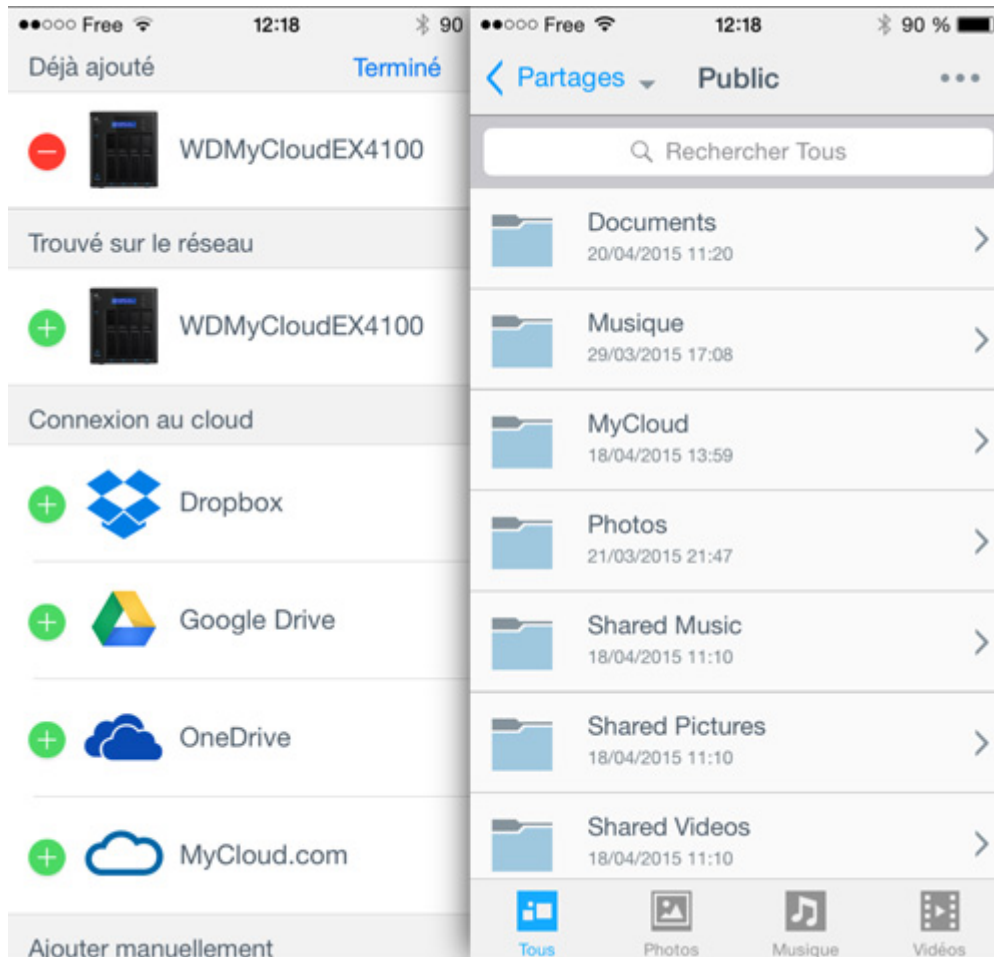 Free 12:18 90
Déjà ajouté Terminé
WDMyCloudEX4100
Trouvé sur le réseau
WDMyCloudEX4100
Connexion au cloud
Dropbox
Google Drive
OneDrive
MyCloud.com
Ajouter manuellement
Free 12:18 90 %
Partages Public
Rechercher Tous
Documents
20/04/2015 11:20
Musique
29/03/2015 17:08
MyCloud
18/04/2015 13:59
Photos
21/03/2015 21:47
Shared Music
18/04/2015 11:10
Shared Pictures
18/04/2015 11:10
Shared Videos
18/04/2015 11:10
Tous Photos Musique Vidéos